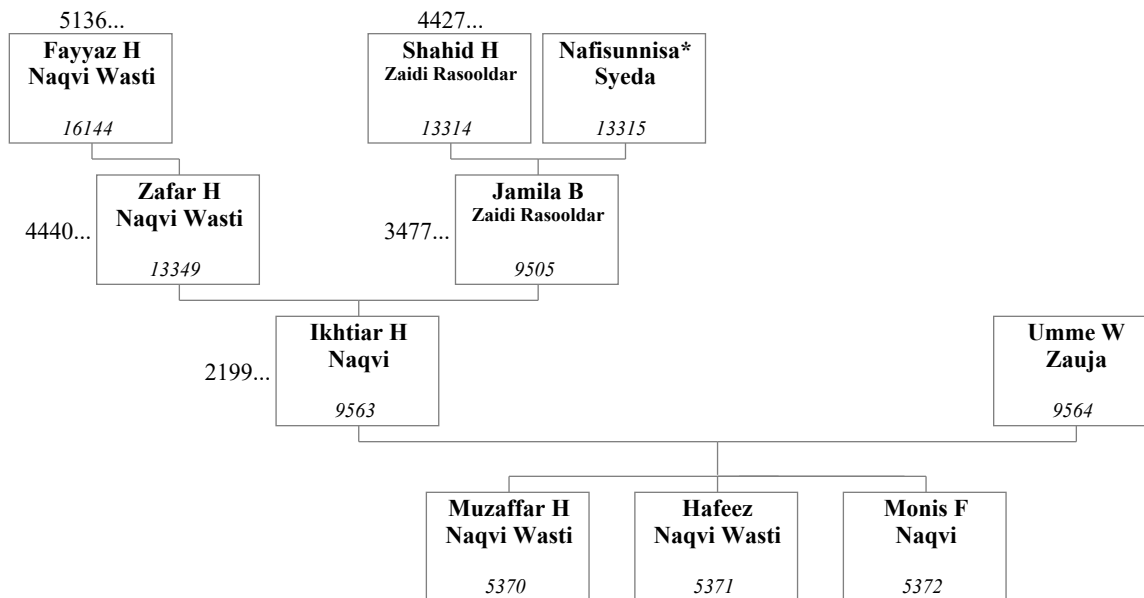 5136...
4427...
Fayyaz H
Naqvi Wasti
16144
Shahid H
Zaidi Rasooldar
13314
Nafisunnisa*
Syeda
13315
4440...
Zafar H
Naqvi Wasti
13349
3477...
Jamila B
Zaidi Rasooldar
9505
2199...
Ikhtiar H
Naqvi
9563
Umme W
Zauja
9564
Muzaffar H
Naqvi Wasti
5370
Hafeez
Naqvi Wasti
5371
Monis F
Naqvi
5372